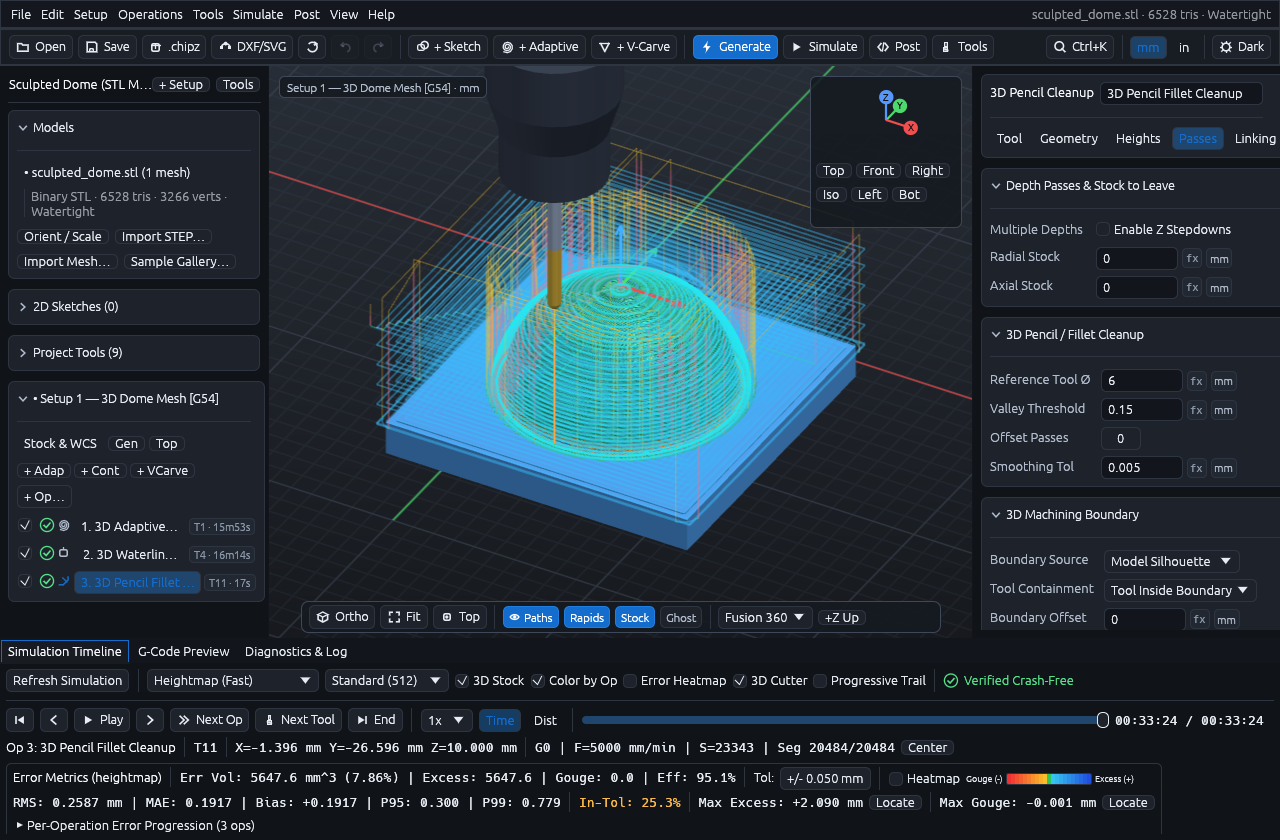 File Edit Setup Operations Tools Simulate Post View Help
sculpted_dome.stl · 6528 tris · Watertight
Open Save .chipz DXF/SVG + Sketch + Adaptive + V-Carve Generate Simulate Post Tools Ctrl+K mm in Dark
Sculpted Dome (STL M... + Setup Tools
Models
• sculpted_dome.stl (1 mesh)
Binary STL · 6528 tris · 3266 verts ·
Watertight
Orient / Scale Import STEP...
Import Mesh... Sample Gallery...
2D Sketches (0)
Project Tools (9)
• Setup 1 — 3D Dome Mesh [G54]
Stock & WCS Gen Top
+ Adap + Cont + VCarve
+ Op...
1. 3D Adaptive... T1 · 15m53s
2. 3D Waterlin... T4 · 16m14s
3. 3D Pencil Fillet ... T11 · 17s
Setup 1 — 3D Dome Mesh [G54] · mm
Z
Y
X
Top Front Right
Iso Left Bot
Ortho Fit Top Paths Rapids Stock Ghost Fusion 360 +Z Up
3D Pencil Cleanup 3D Pencil Fillet Cleanup
Tool Geometry Heights Passes Linking
Depth Passes & Stock to Leave
Multiple Depths Enable Z Stepdowns
Radial Stock 0 fx mm
Axial Stock 0 fx mm
3D Pencil / Fillet Cleanup
Reference Tool Ø 6 fx mm
Valley Threshold 0.15 fx mm
Offset Passes 0
Smoothing Tol 0.005 fx mm
3D Machining Boundary
Boundary Source Model Silhouette
Tool Containment Tool Inside Boundary
Boundary Offset 0 fx mm
Simulation Timeline G-Code Preview Diagnostics & Log
Refresh Simulation Heightmap (Fast) Standard (512) 3D Stock Color by Op Error Heatmap 3D Cutter Progressive Trail Verified Crash-Free
Play Next Op Next Tool End 1x Time Dist 00:33:24 / 00:33:24
Op 3: 3D Pencil Fillet Cleanup T11 X=-1.396 mm Y=-26.596 mm Z=10.000 mm G0 | F=5000 mm/min | S=23343 | Seg 20484/20484 Center
Error Metrics (heightmap) Err Vol: 5647.6 mm^3 (7.86%) | Excess: 5647.6 | Gouge: 0.0 | Eff: 95.1% Tol: +/- 0.050 mm Heatmap Gouge (-) Excess (+)
RMS: 0.2587 mm | MAE: 0.1917 | Bias: +0.1917 | P95: 0.300 | P99: 0.779 In-Tol: 25.3% Max Excess: +2.090 mm Locate Max Gouge: -0.001 mm Locate
Per-Operation Error Progression (3 ops)